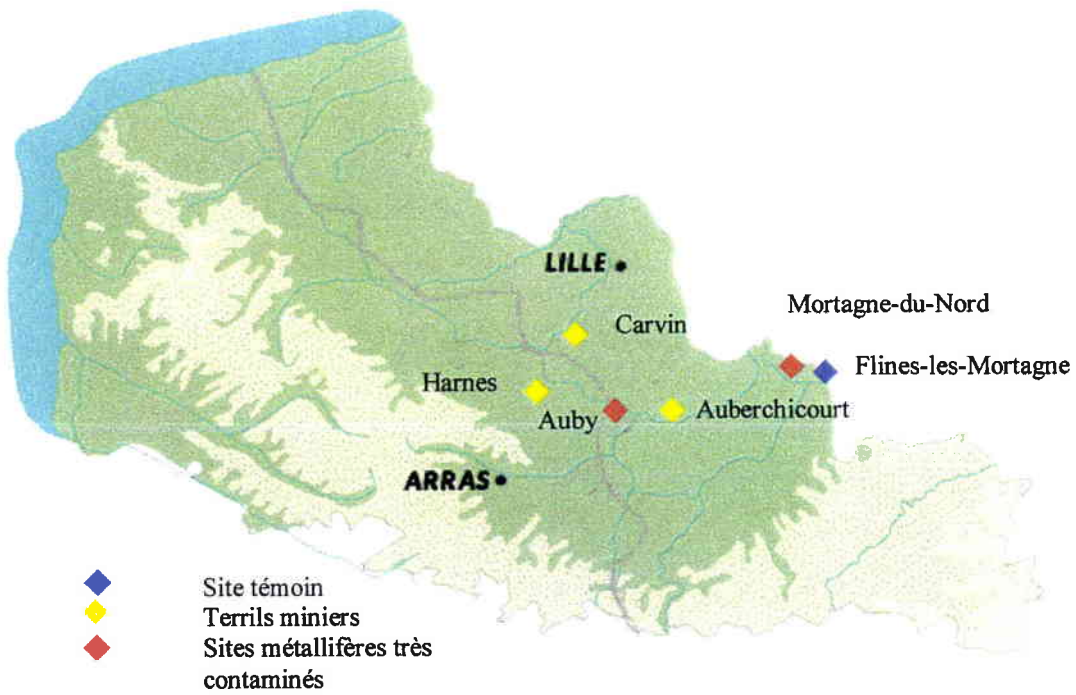 LILLE
Mortagne-du-Nord
Carvin
Flines-les-Mortagne
Harnes
Auby
Auberchicourt
ARRAS
Site témoin
Terrils miniers
Sites métallifères très
contaminés